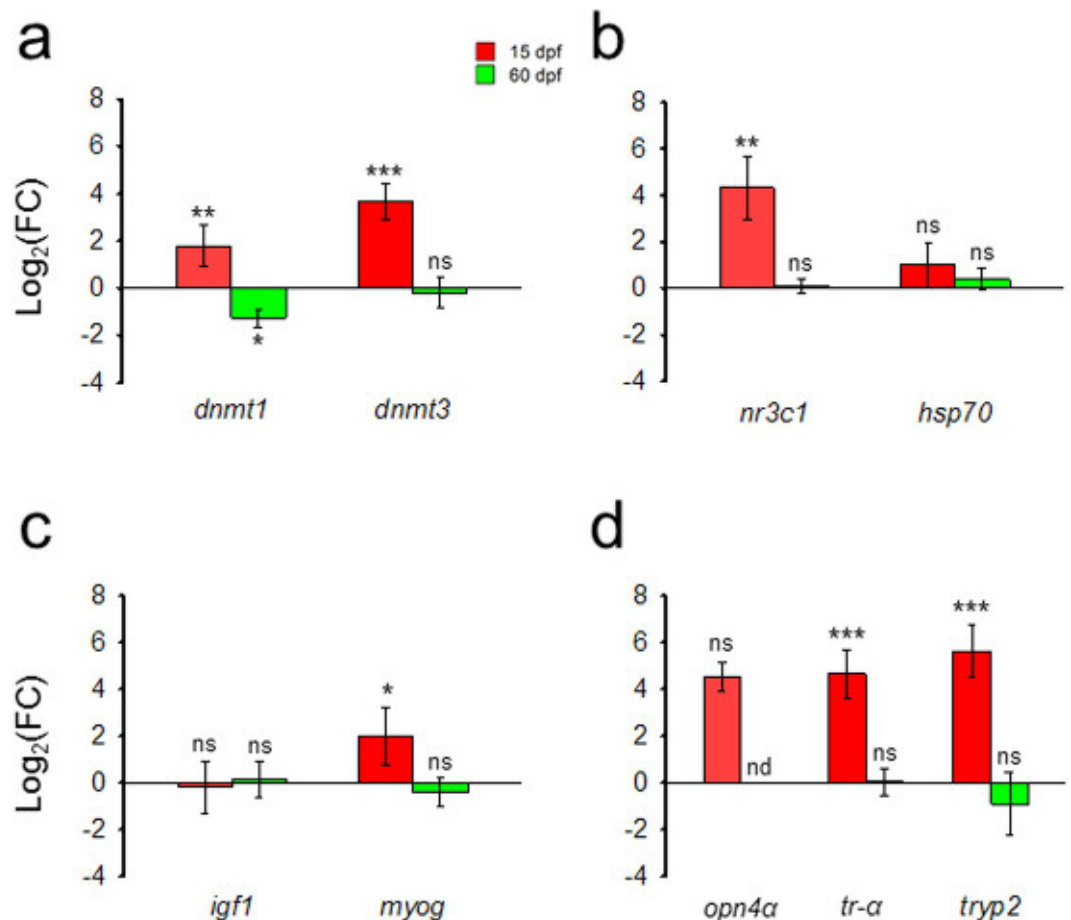 a
15 dpf
60 dpf
Log₂(FC)
8
6
4
2
0
-2
-4
**
*
***
ns
dnmt1
dnmt3
b
8
6
4
2
0
-2
-4
**
ns
ns
ns
nr3c1
hsp70
c
Log₂(FC)
8
6
4
2
0
-2
-4
ns
ns
*
ns
igf1
myog
d
8
6
4
2
0
-2
-4
ns
nd
***
ns
***
ns
opn4α
tr-α
tryp2